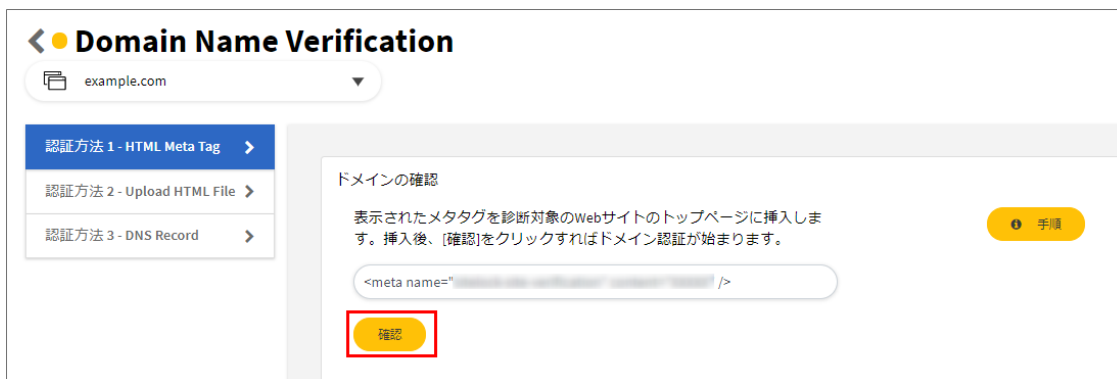 Domain Name Verification
example.com
認証方法 1 - HTML Meta Tag
認証方法 2 - Upload HTML File
認証方法 3 - DNS Record
ドメインの確認
表示されたメタタグを診断対象のWebサイトのトップページに挿入しま
す。挿入後、[確認]をクリックすればドメイン認証が始まります。
手順
<meta name=" " />
確認